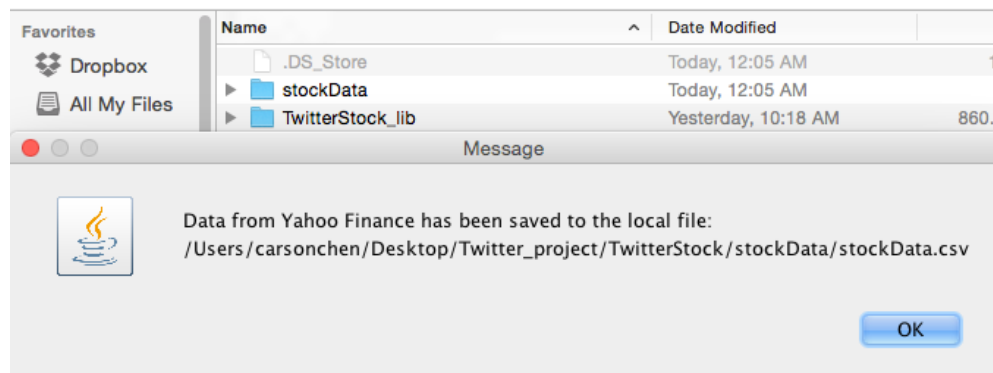 Favorites Name Date Modified
Dropbox .DS_Store Today, 12:05 AM 1
stockData Today, 12:05 AM
All My Files TwitterStock_lib Yesterday, 10:18 AM 860.
Message
Data from Yahoo Finance has been saved to the local file:
/Users/carsonchen/Desktop/Twitter_project/TwitterStock/stockData/stockData.csv
OK